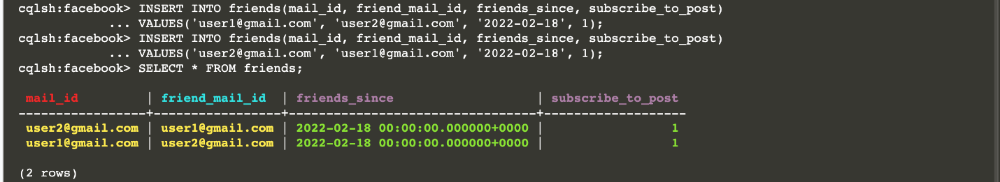 cqlsh:facebook> INSERT INTO friends(mail_id, friend_mail_id, friends_since, subscribe_to_post)
            ... VALUES('user1@gmail.com', 'user2@gmail.com', '2022-02-18', 1);
cqlsh:facebook> INSERT INTO friends(mail_id, friend_mail_id, friends_since, subscribe_to_post)
            ... VALUES('user2@gmail.com', 'user1@gmail.com', '2022-02-18', 1);
cqlsh:facebook> SELECT * FROM friends;
 mail_id         | friend_mail_id  | friends_since                   | subscribe_to_post
-----------------+-----------------+---------------------------------+-------------------
 user2@gmail.com | user1@gmail.com | 2022-02-18 00:00:00.000000+0000 |                 1
 user1@gmail.com | user2@gmail.com | 2022-02-18 00:00:00.000000+0000 |                 1
(2 rows)